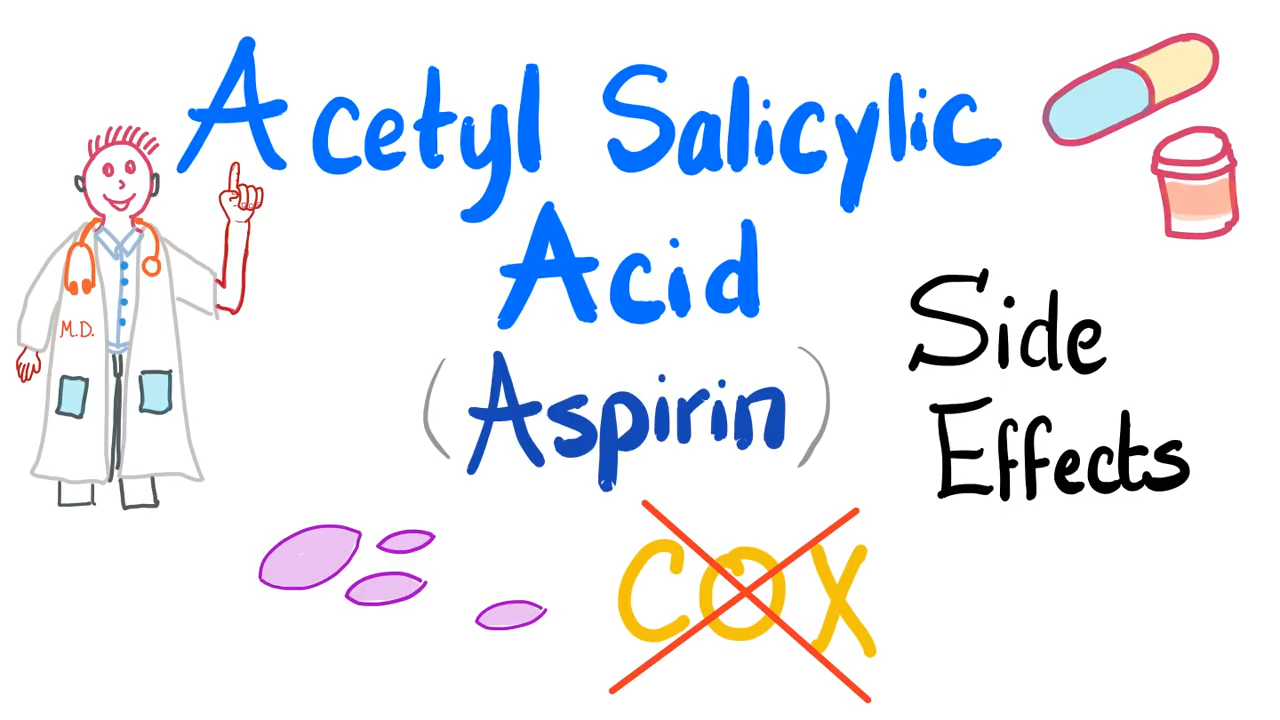 Acetyl Salicylic
Acid
(Aspirin)
Side
Effects
M.D.
COX